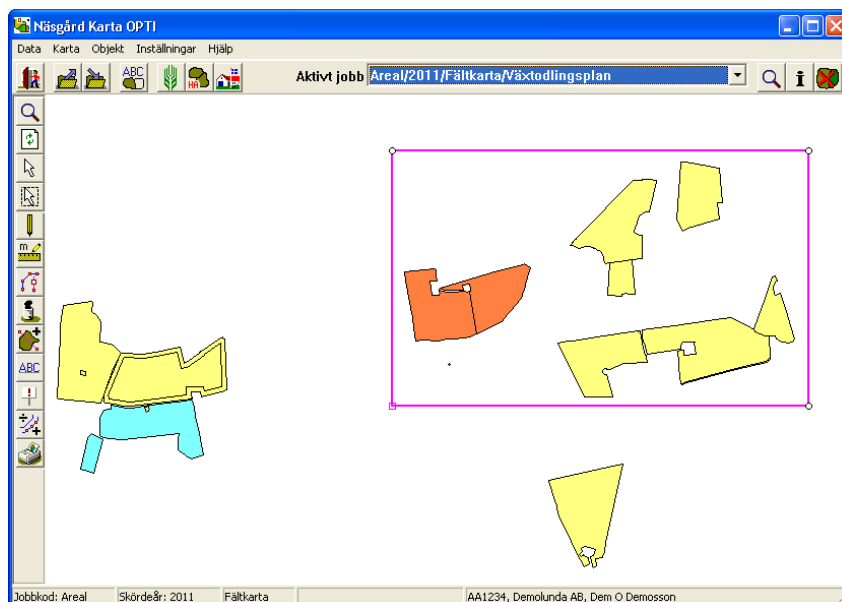 Näsgård Karta OPTI
Data Karta Objekt Inställningar Hjälp
ABC HA Aktivt jobb Areal/2011/Fältkarta/Växtodlingsplan i
m
ABC
Jobbkod: Areal Skördeår: 2011 Fältkarta AA1234, Demolunda AB, Dem O Demosson